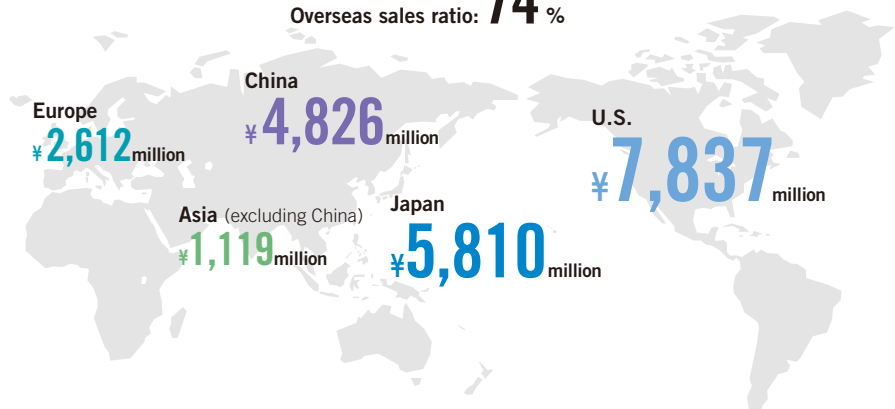 Overseas sales ratio: 74 %
China
¥4,826 million
Europe
¥2,612 million
U.S.
¥7,837 million
Asia (excluding China)
¥1,119 million
Japan
¥5,810 million